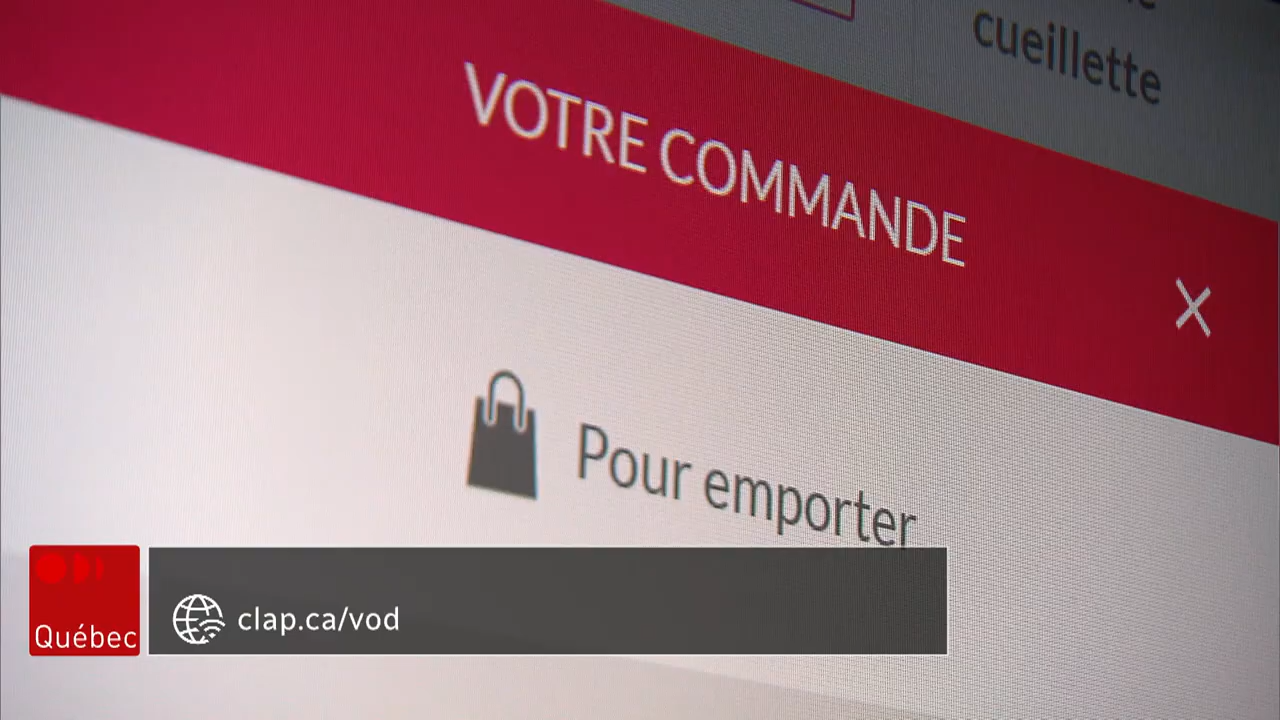 cueillette
VOTRE COMMANDE
Pour emporter
Québec
clap.ca/vod